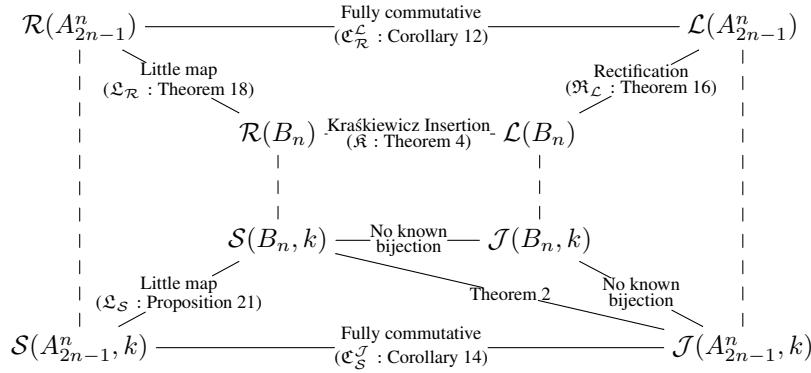 Fully commutative
R(A^n_{2n−1}) L(A^n_{2n−1})
(ℭ^L_R : Corollary 12)
Little map Rectification
(𝔏_R : Theorem 18) (ℜ_L : Theorem 16)
R(B_n) Kraśkiewicz Insertion L(B_n)
(𝔎 : Theorem 4)
S(B_n, k) No known J(B_n, k)
bijection
Little map No known
(𝔏_S : Proposition 21) Theorem 2 bijection
Fully commutative
S(A^n_{2n−1}, k) J(A^n_{2n−1}, k)
(ℭ^J_S : Corollary 14)